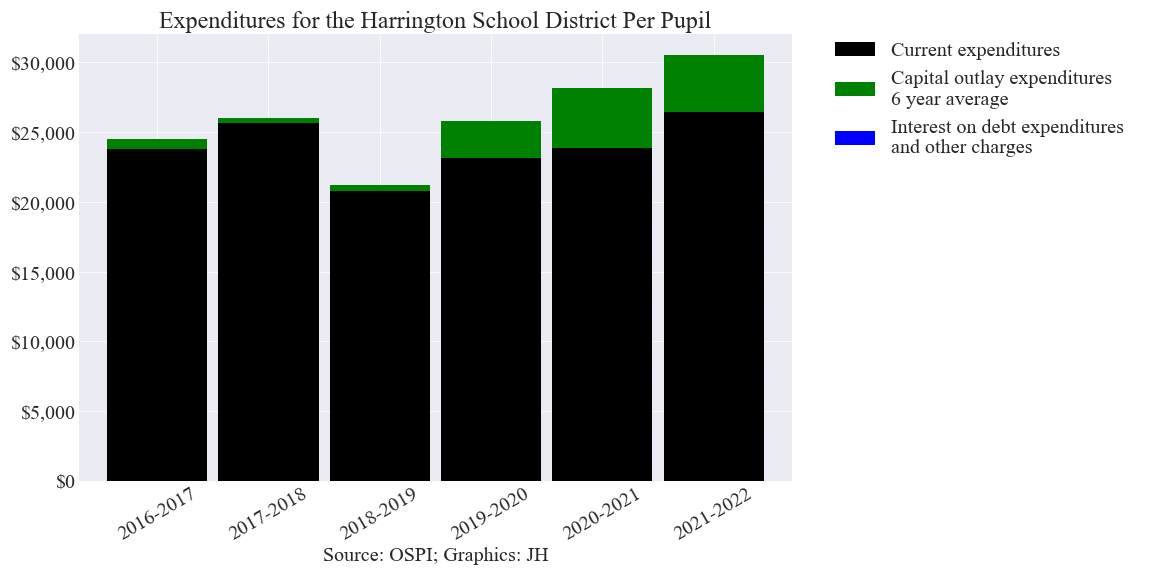 Expenditures for the Harrington School District Per Pupil
$30,000
$25,000
$20,000
$15,000
$10,000
$5,000
$0
2016-2017
2017-2018
2018-2019
2019-2020
2020-2021
2021-2022
Source: OSPI; Graphics: JH
Current expenditures
Capital outlay expenditures
6 year average
Interest on debt expenditures
and other charges